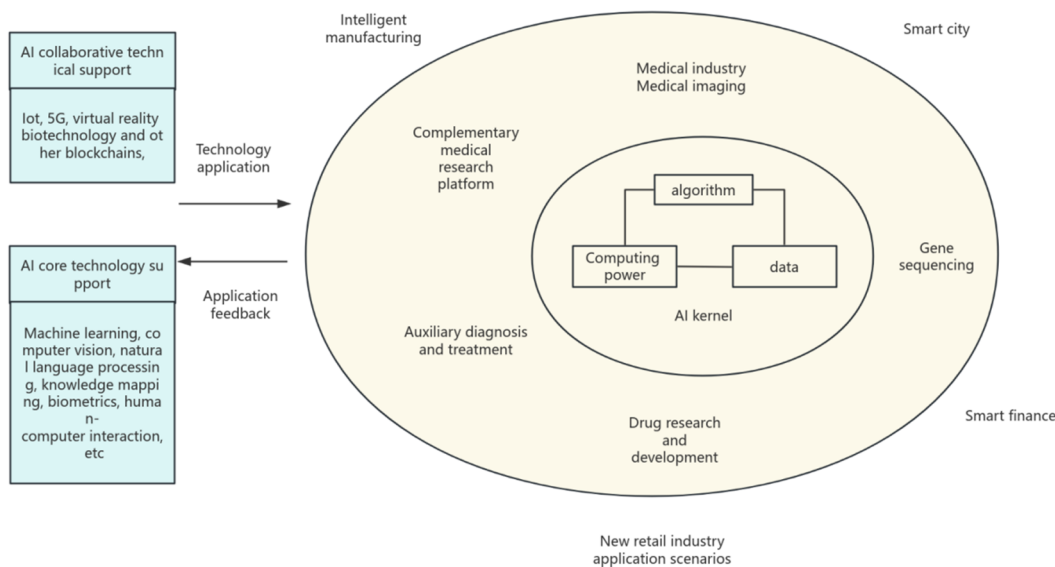 AI collaborative techn
ical support
Iot, 5G, virtual reality
biotechnology and ot
her blockchains,
AI core technology su
pport
Machine learning, co
mputer vision, natura
l language processin
g, knowledge mappi
ng, biometrics, huma
n-
computer interaction,
etc
Technology
application
Application
feedback
Intelligent
manufacturing
Smart city
Medical industry
Medical imaging
Complementary
medical
research
platform
algorithm
Computing
power
data
AI kernel
Gene
sequencing
Auxiliary diagnosis
and treatment
Drug research
and
development
Smart finance
New retail industry
application scenarios